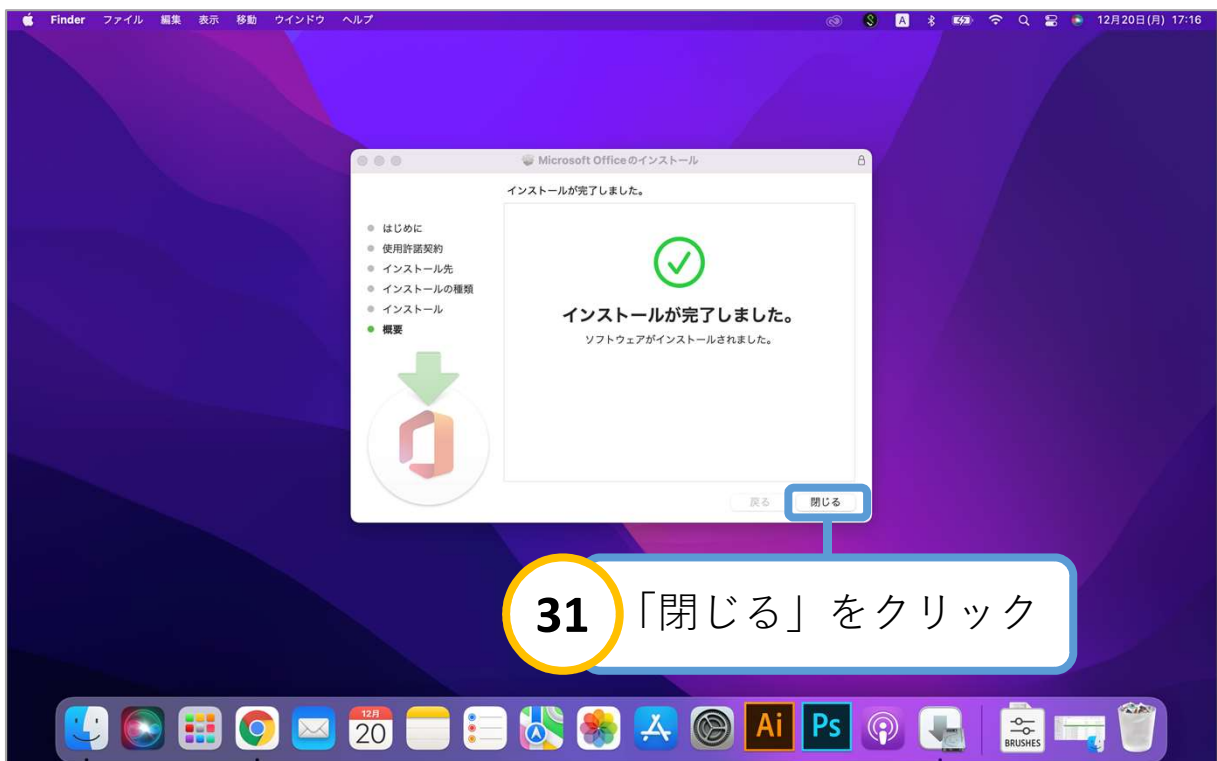 Finder ファイル 編集 表示 移動 ウインドウ ヘルプ
S A 12月20日(月) 17:16
Microsoft Officeのインストール
インストールが完了しました。
はじめに
使用許諾契約
インストール先
インストールの種類
インストール
概要
インストールが完了しました。
ソフトウェアがインストールされました。
戻る 閉じる
31 「閉じる」をクリック
12月
20
Ai Ps
BRUSHES